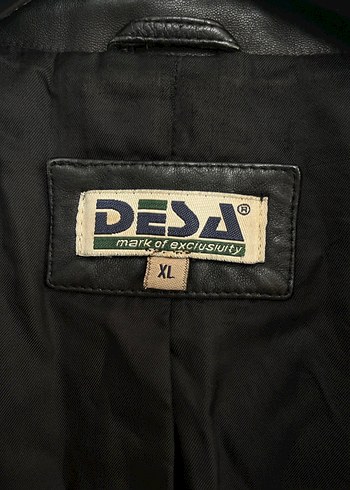 DESA®
mark of exclusivity
XL